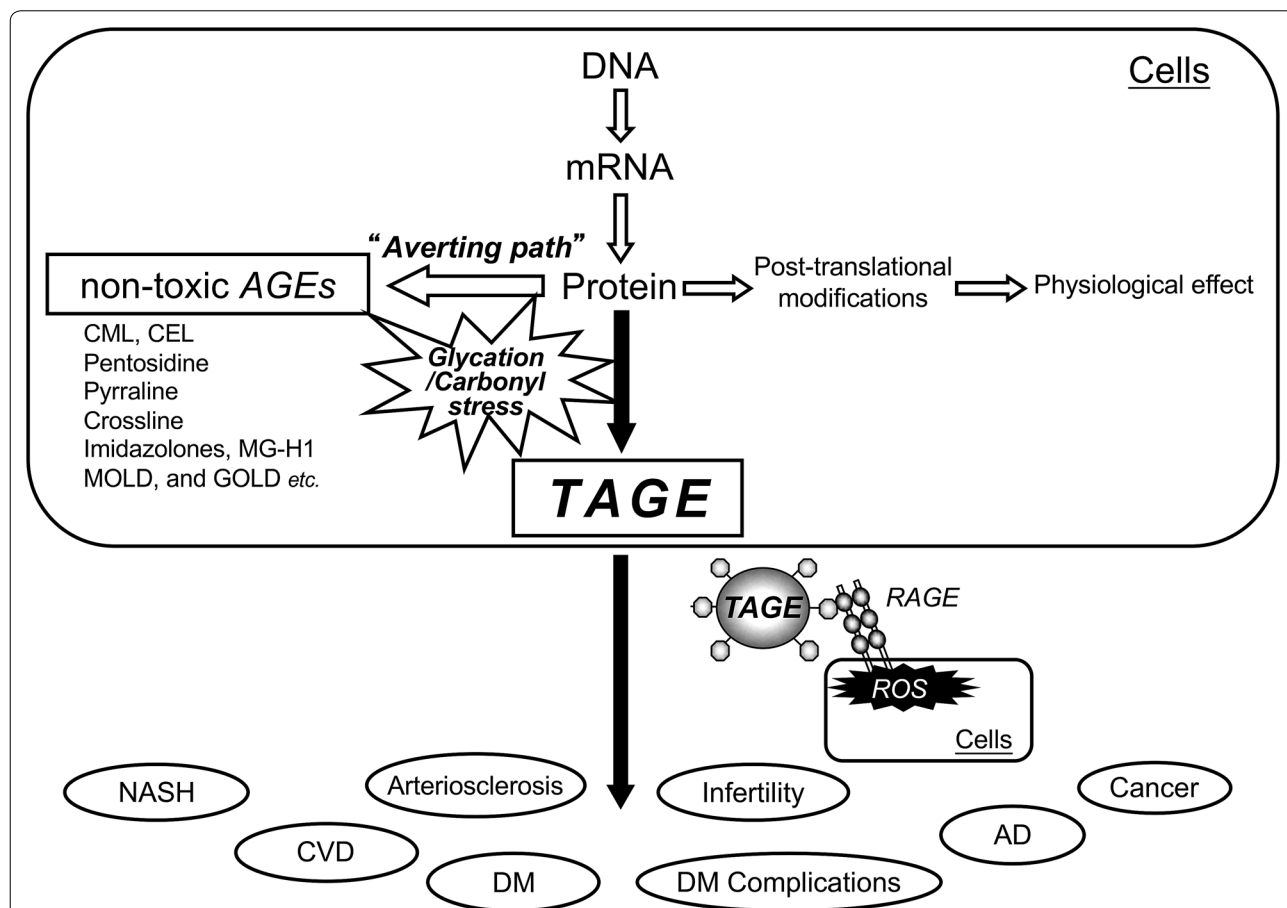 DNA
Cells
mRNA
“Averting path”
non-toxic AGEs
Protein
Post-translational
modifications
Physiological effect
CML, CEL
Pentosidine
Pyrraline
Crossline
Imidazolones, MG-H1
MOLD, and GOLD etc.
Glycation
/Carbonyl
stress
TAGE
TAGE
RAGE
ROS
Cells
NASH
Arteriosclerosis
Infertility
Cancer
CVD
AD
DM
DM Complications